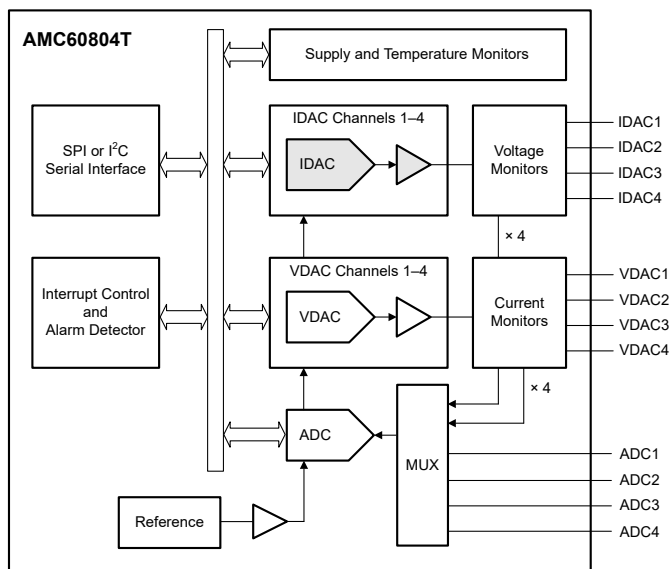 AMC60804T
Supply and Temperature Monitors
SPI or I²C
Serial Interface
IDAC Channels 1–4
IDAC
Voltage
Monitors
IDAC1
IDAC2
IDAC3
IDAC4
× 4
Interrupt Control
and
Alarm Detector
VDAC Channels 1–4
VDAC
Current
Monitors
VDAC1
VDAC2
VDAC3
VDAC4
× 4
ADC
MUX
ADC1
ADC2
ADC3
ADC4
Reference